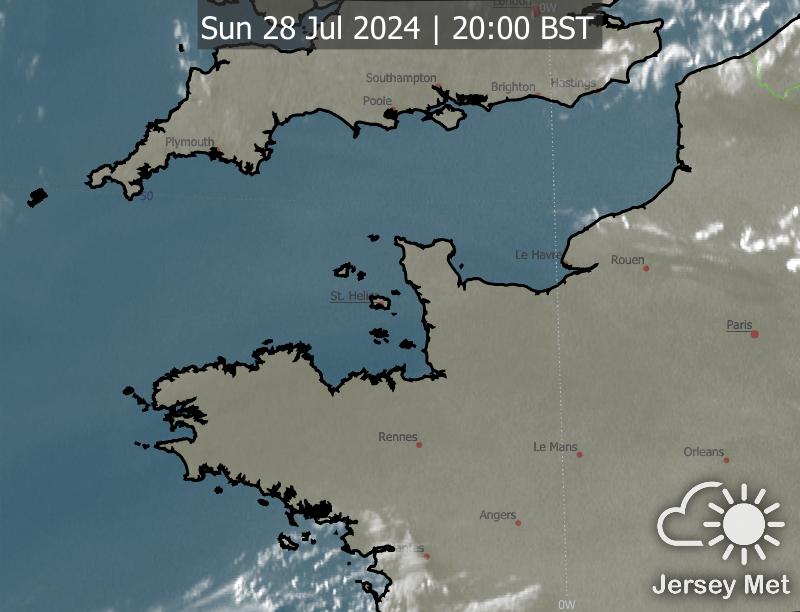 London
0W
Sun 28 Jul 2024 | 20:00 BST
Southampton
Brighton
Hastings
Poole
Plymouth
50
Le Havre
Rouen
St. Helier
Paris
Rennes
Le Mans
Orleans
Angers
Nantes
0W
Jersey Met